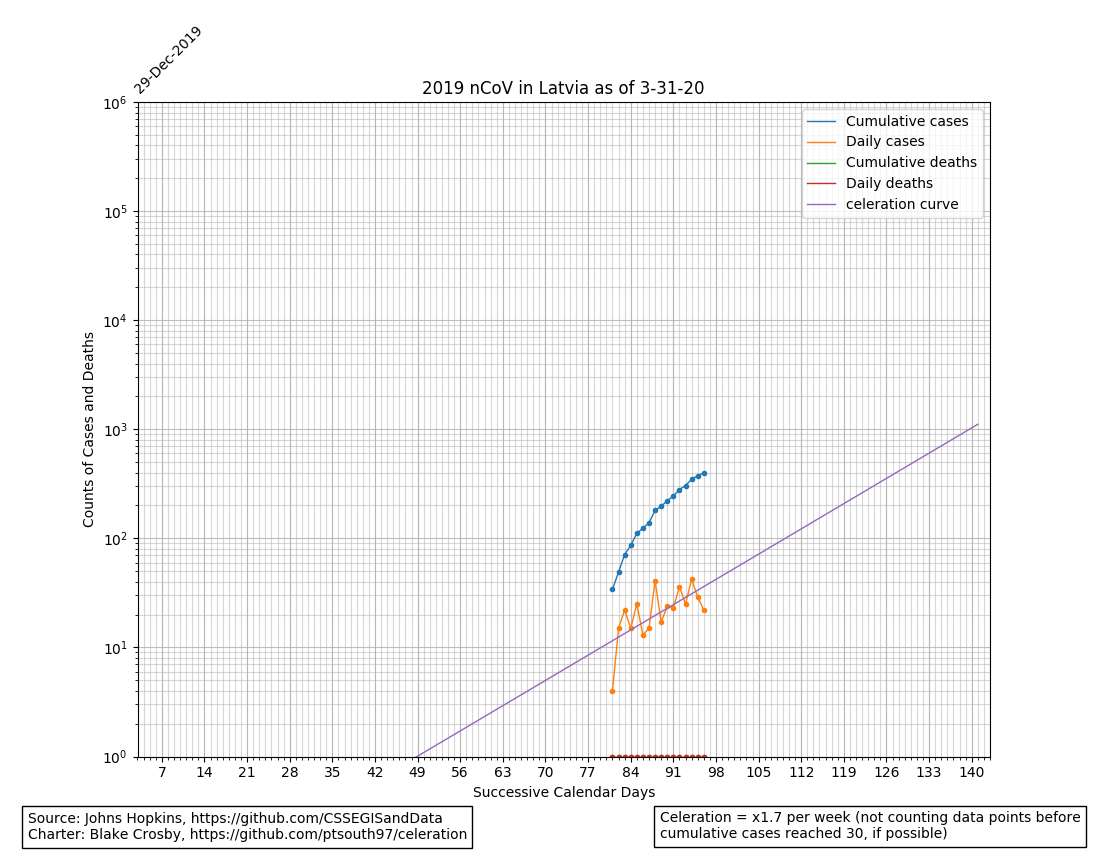 29-Dec-2019
2019 nCoV in Latvia as of 3-31-20
Cumulative cases
Daily cases
Cumulative deaths
Daily deaths
celeration curve
Counts of Cases and Deaths
10^6
10^5
10^4
10^3
10^2
10^1
10^0
7 14 21 28 35 42 49 56 63 70 77 84 91 98 105 112 119 126 133 140
Successive Calendar Days
Source: Johns Hopkins, https://github.com/CSSEGISandData
Charter: Blake Crosby, https://github.com/ptsouth97/celeration
Celeration = x1.7 per week (not counting data points before
cumulative cases reached 30, if possible)